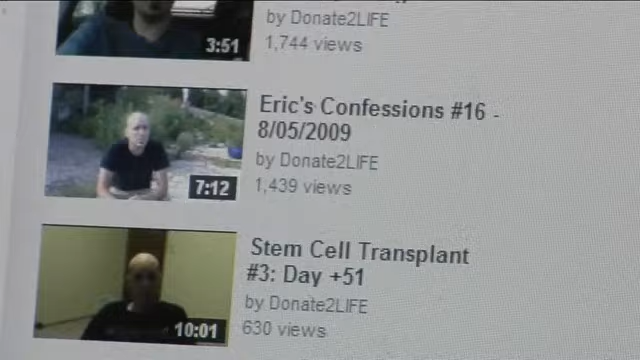 by Donate2LIFE
3:51
1,744 views
Eric's Confessions #16 -
8/05/2009
by Donate2LIFE
7:12
1,439 views
Stem Cell Transplant
#3: Day +51
by Donate2LIFE
10:01
630 views